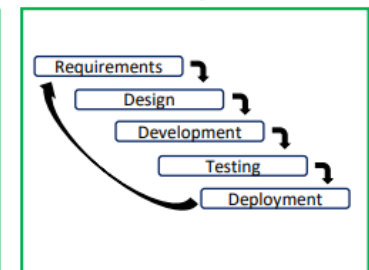 Requirements
Design
Development
Testing
Deployment